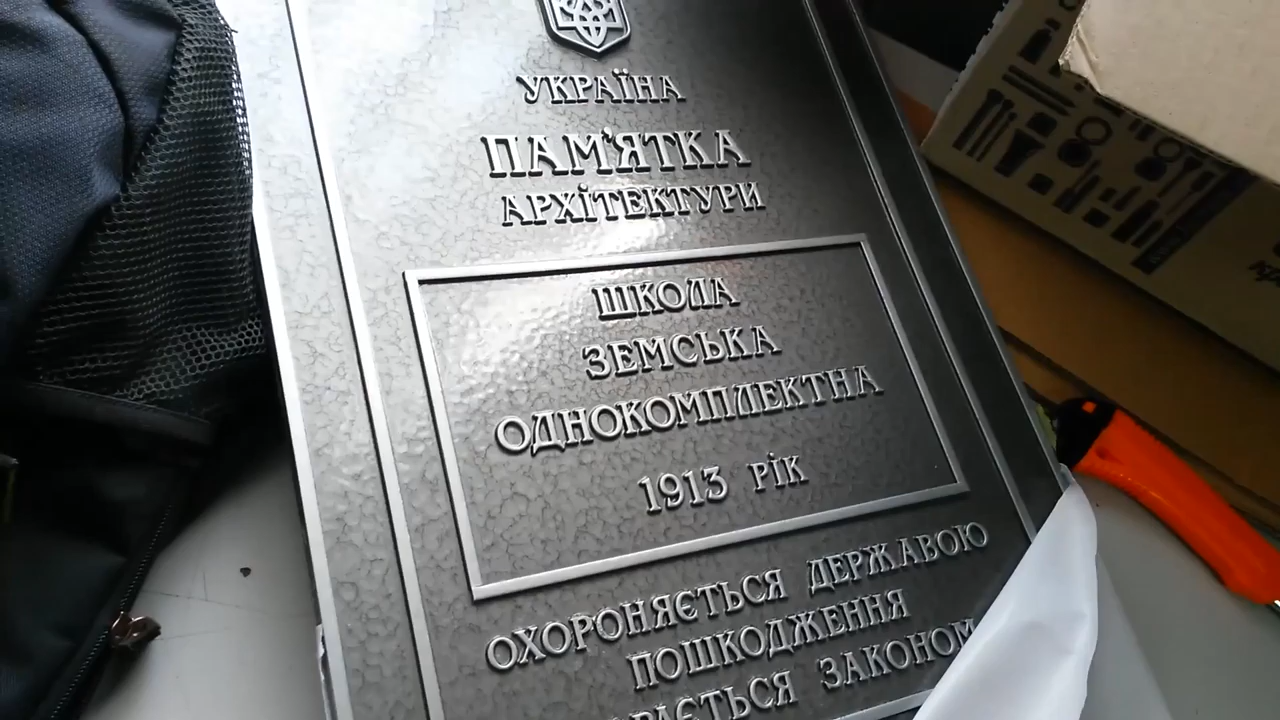 УКРАЇНА
ПАМ'ЯТКА
АРХІТЕКТУРИ
ШКОЛА
ЗЕМСЬКА
ОДНОКОМПЛЕКТНА
1913 РІК
ОХОРОНЯЄТЬСЯ ДЕРЖАВОЮ
ПОШКОДЖЕННЯ
ЗАКОНОМ